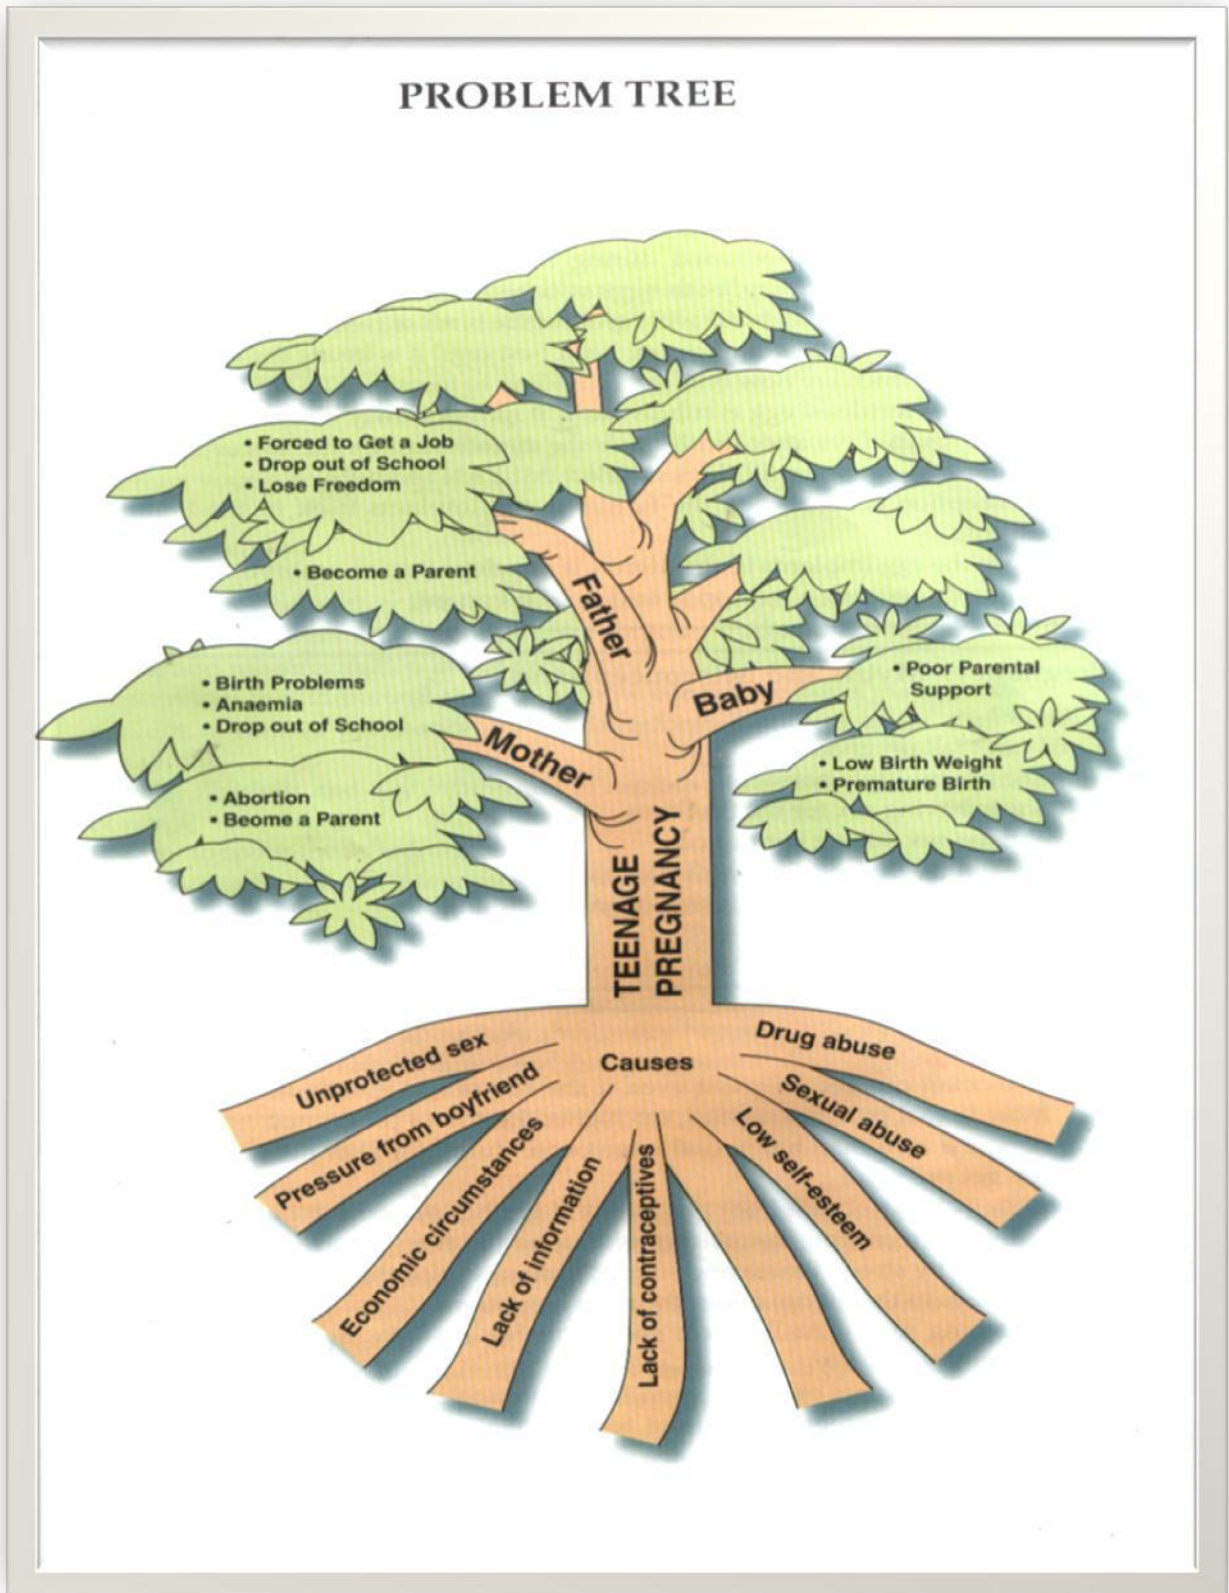 PROBLEM TREE
• Forced to Get a Job
• Drop out of School
• Lose Freedom
• Become a Parent
Father
• Birth Problems
• Anaemia
• Drop out of School
• Abortion
• Beome a Parent
Mother
Baby
• Poor Parental
Support
• Low Birth Weight
• Premature Birth
TEENAGE
PREGNANCY
Causes
Unprotected sex
Pressure from boyfriend
Economic circumstances
Lack of information
Lack of contraceptives
Low self-esteem
Sexual abuse
Drug abuse